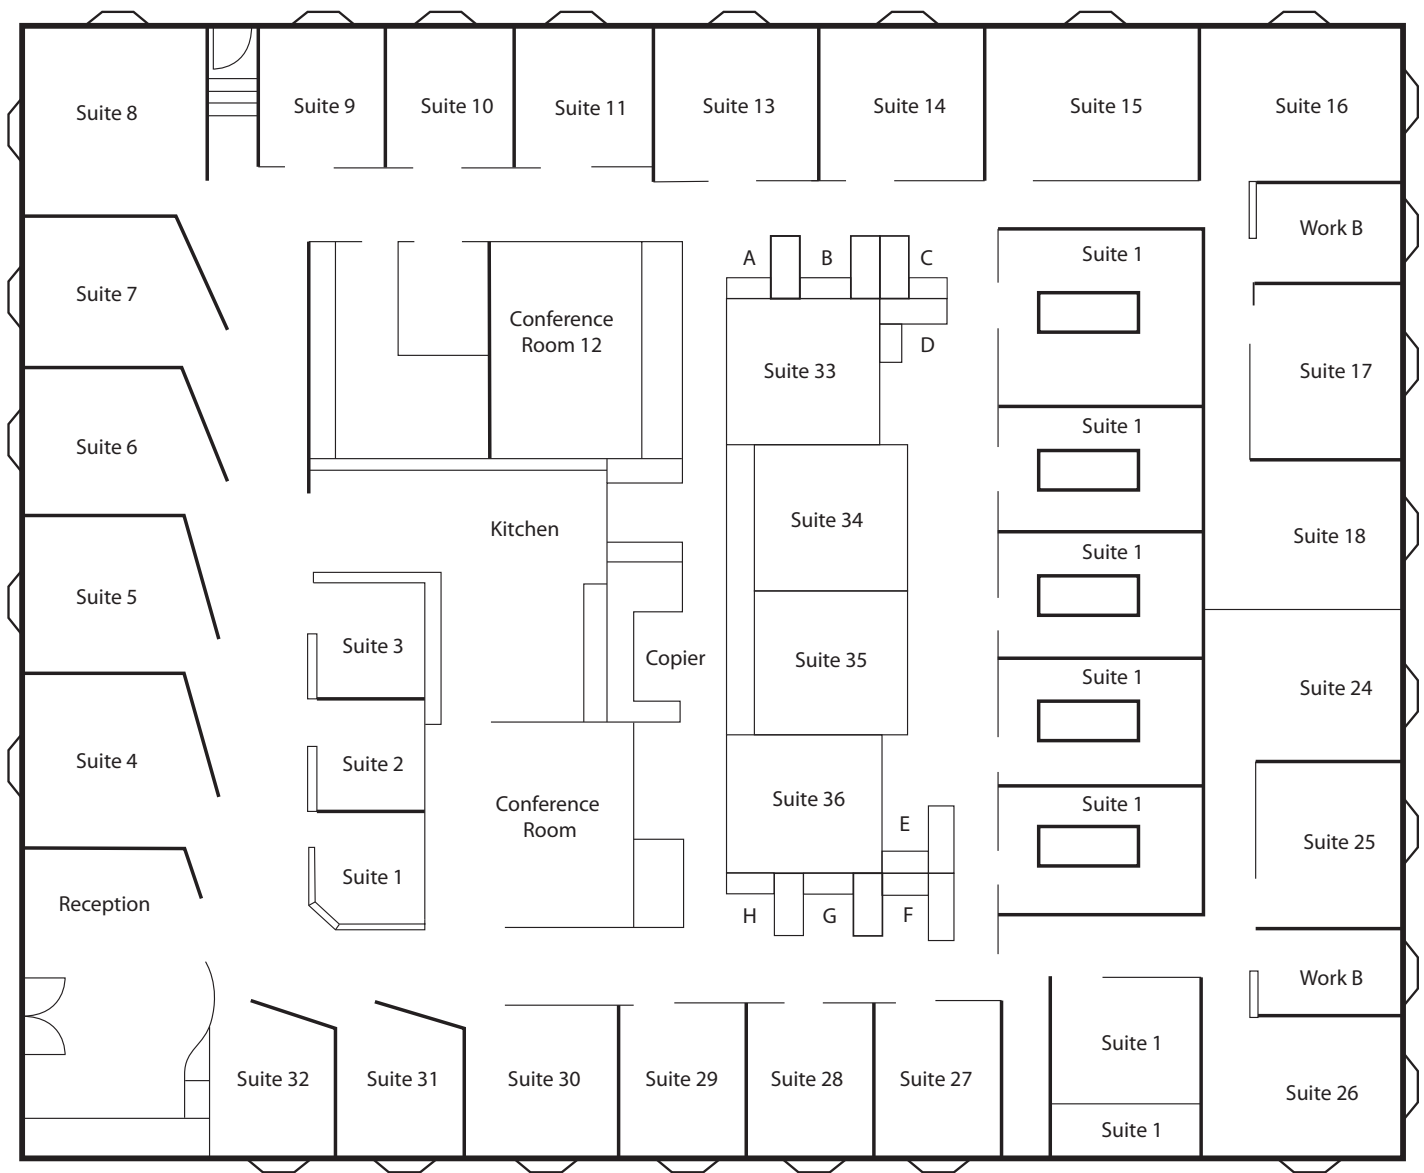 Suite 8
Suite 9
Suite 10
Suite 11
Suite 13
Suite 14
Suite 15
Suite 16
Work B
Suite 7
A
B
C
Suite 1
Conference
Room 12
D
Suite 33
Suite 17
Suite 6
Suite 1
Kitchen
Suite 34
Suite 18
Suite 5
Suite 1
Suite 3
Copier
Suite 35
Suite 1
Suite 24
Suite 4
Suite 2
Conference
Room
Suite 36
E
Suite 1
Suite 25
Reception
Suite 1
H
G
F
Work B
Suite 32
Suite 31
Suite 30
Suite 29
Suite 28
Suite 27
Suite 1
Suite 26
Suite 1